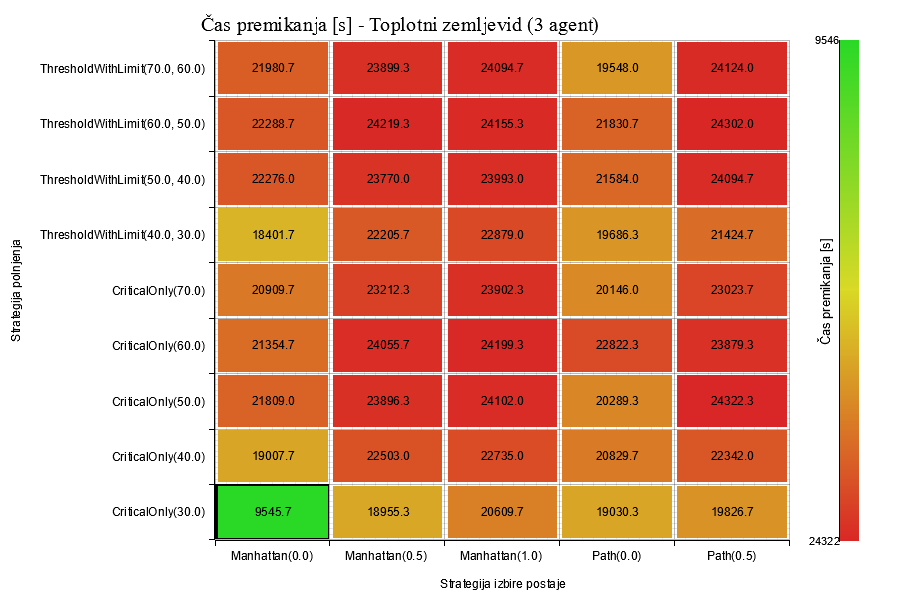 Čas premikanja [s] - Toplotni zemljevid (3 agent)
9546
ThresholdWithLimit(70.0, 60.0) 21980.7 23899.3 24094.7 19548.0 24124.0
ThresholdWithLimit(60.0, 50.0) 22288.7 24219.3 24155.3 21830.7 24302.0
ThresholdWithLimit(50.0, 40.0) 22276.0 23770.0 23993.0 21584.0 24094.7
ThresholdWithLimit(40.0, 30.0) 18401.7 22205.7 22879.0 19686.3 21424.7
CriticalOnly(70.0) 20909.7 23212.3 23902.3 20146.0 23023.7
CriticalOnly(60.0) 21354.7 24055.7 24199.3 22822.3 23879.3
CriticalOnly(50.0) 21809.0 23896.3 24102.0 20289.3 24322.3
CriticalOnly(40.0) 19007.7 22503.0 22735.0 20829.7 22342.0
CriticalOnly(30.0) 9545.7 18955.3 20609.7 19030.3 19826.7
Strategija polnjenja
Čas premikanja [s]
24322
Manhattan(0.0) Manhattan(0.5) Manhattan(1.0) Path(0.0) Path(0.5)
Strategija izbire postaje